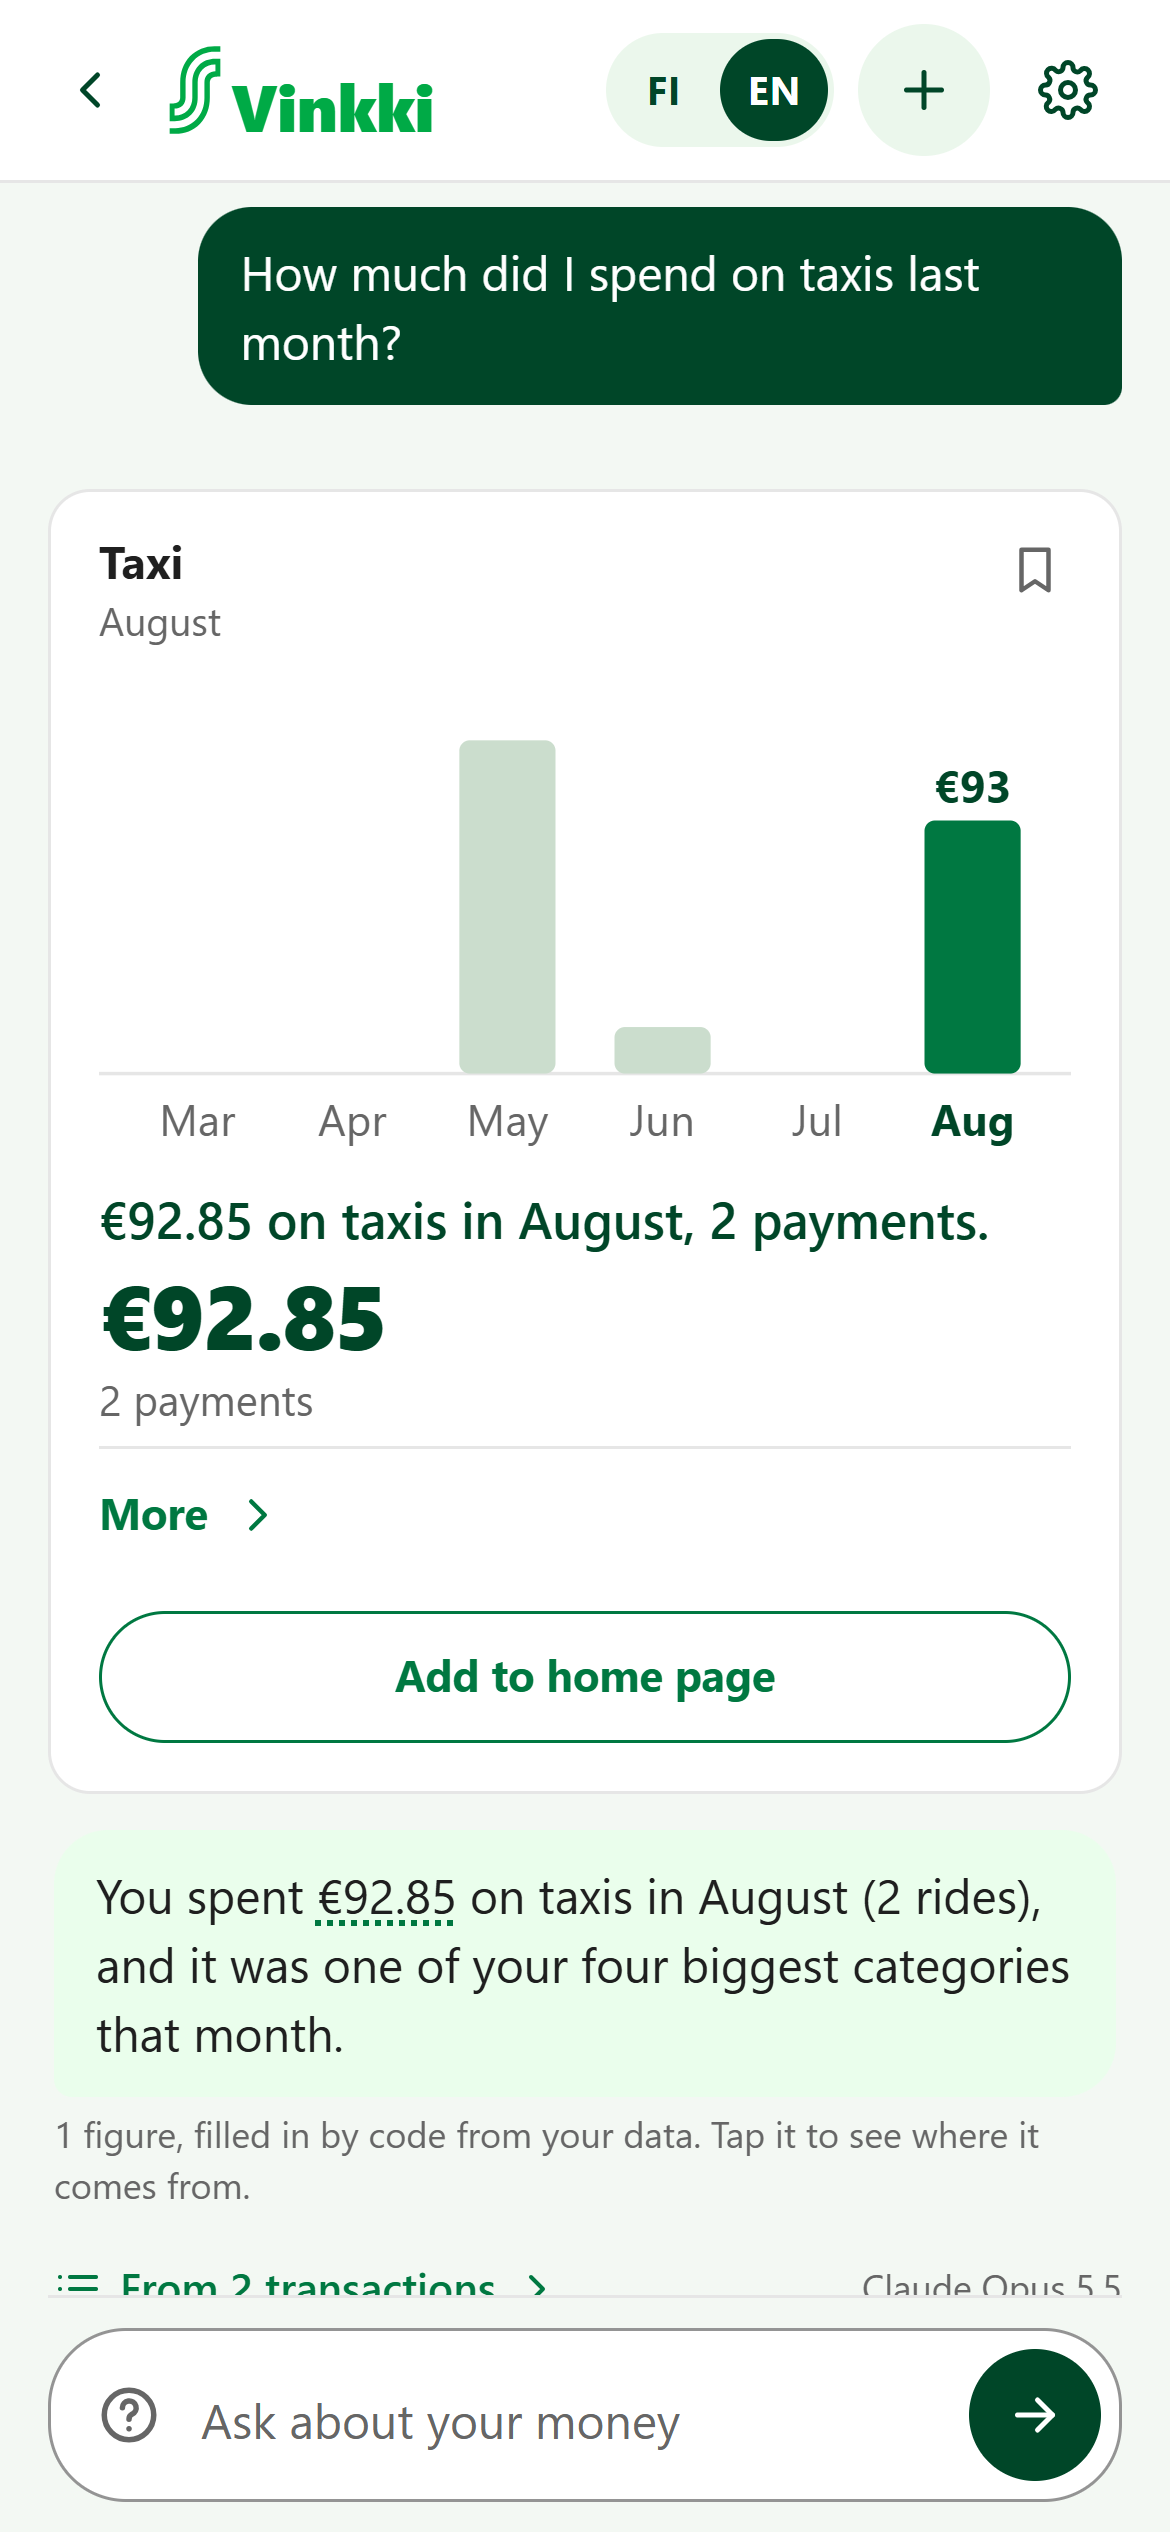 Vinkki
FI
EN
How much did I spend on taxis last
month?
Taxi
August
€93
Mar
Apr
May
Jun
Jul
Aug
€92.85 on taxis in August, 2 payments.
€92.85
2 payments
More
Add to home page
You spent €92.85 on taxis in August (2 rides),
and it was one of your four biggest categories
that month.
1 figure, filled in by code from your data. Tap it to see where it
comes from.
From 2 transactions
Claude Opus 5.5
Ask about your money